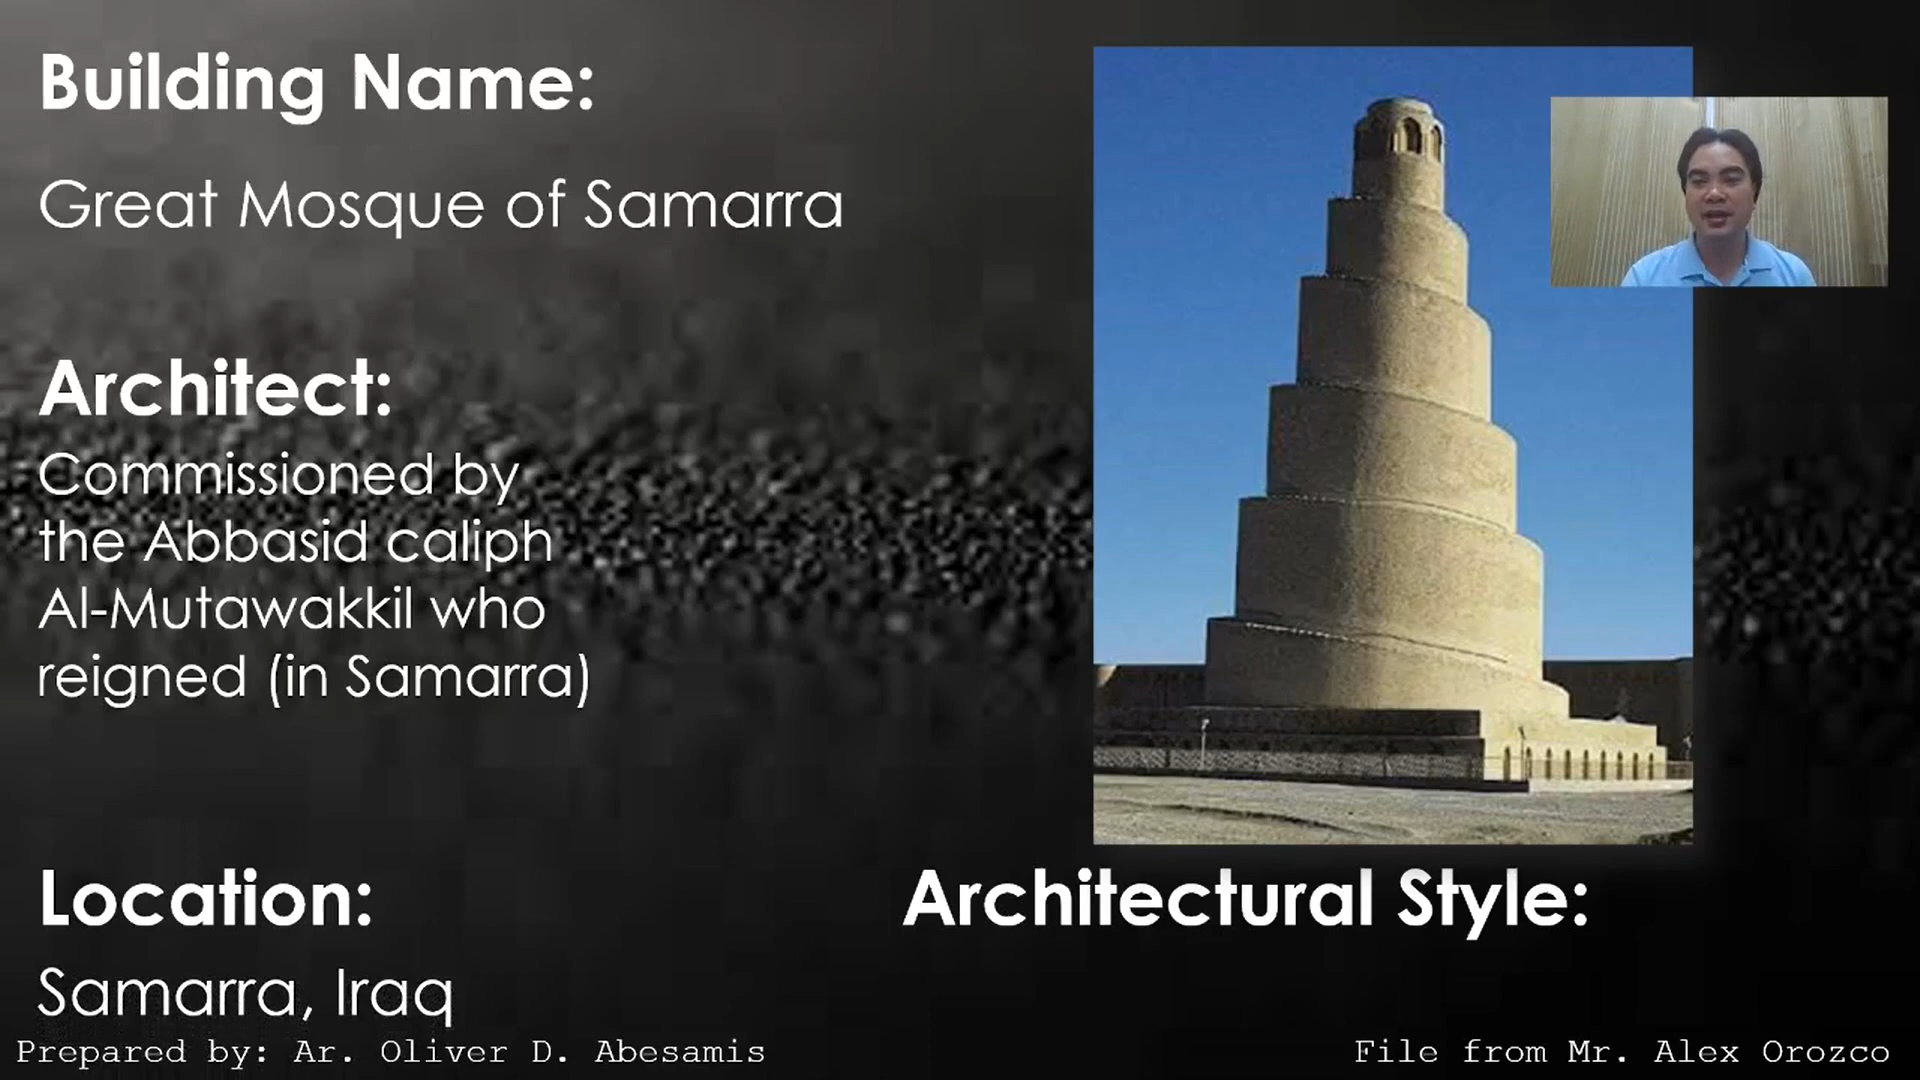 Building Name:
Great Mosque of Samarra
Architect:
Commissioned by
the Abbasid caliph
Al-Mutawakkil who
reigned (in Samarra)
Location:
Samarra, Iraq
Architectural Style:
Prepared by: Ar. Oliver D. Abesamis
File from Mr. Alex Orozco